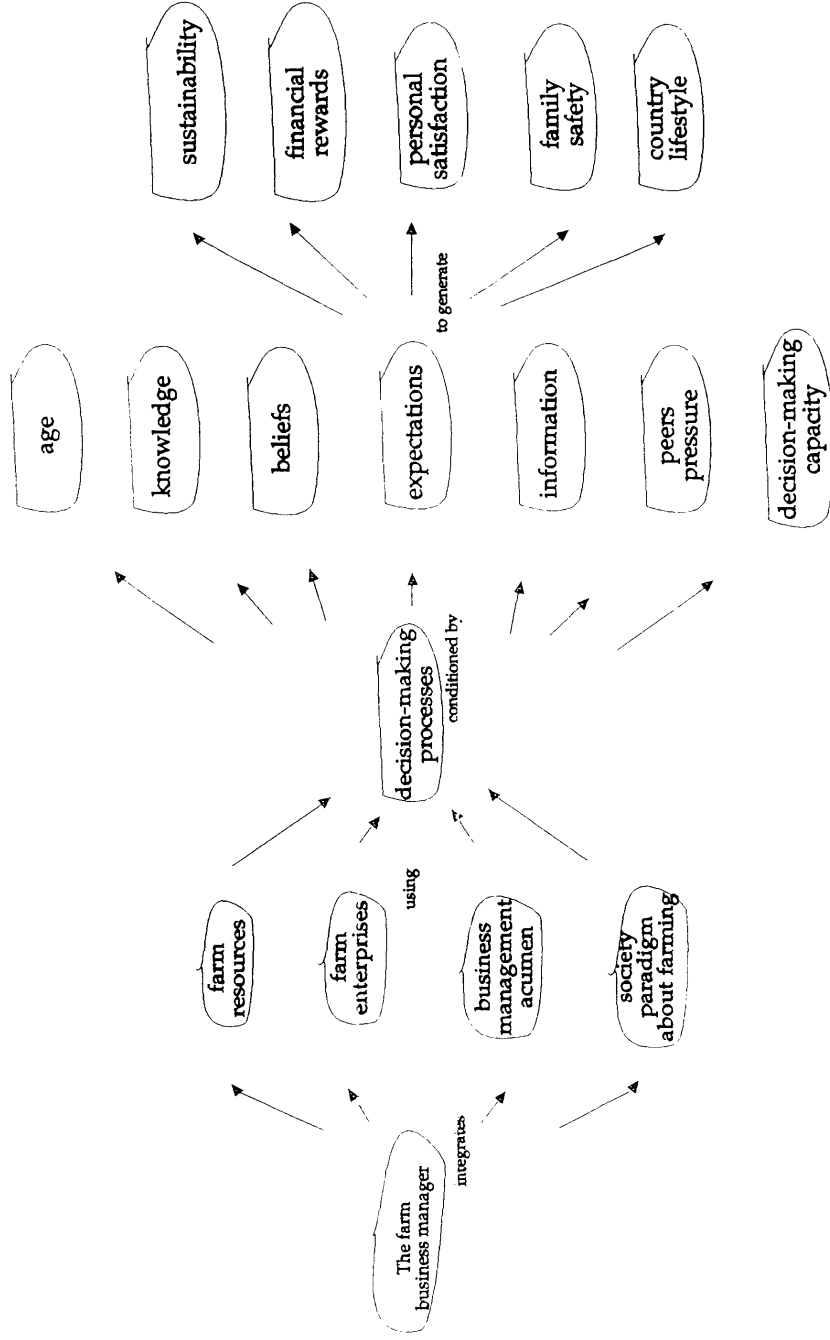 The farm
business manager
integrates
farm
resources
farm
enterprises
business
management
acumen
society
paradigm
about farming
using
decision-making
processes
conditioned by
age
knowledge
beliefs
expectations
information
peers
pressure
decision-making
capacity
to generate
sustainability
financial
rewards
personal
satisfaction
family
safety
country
lifestyle